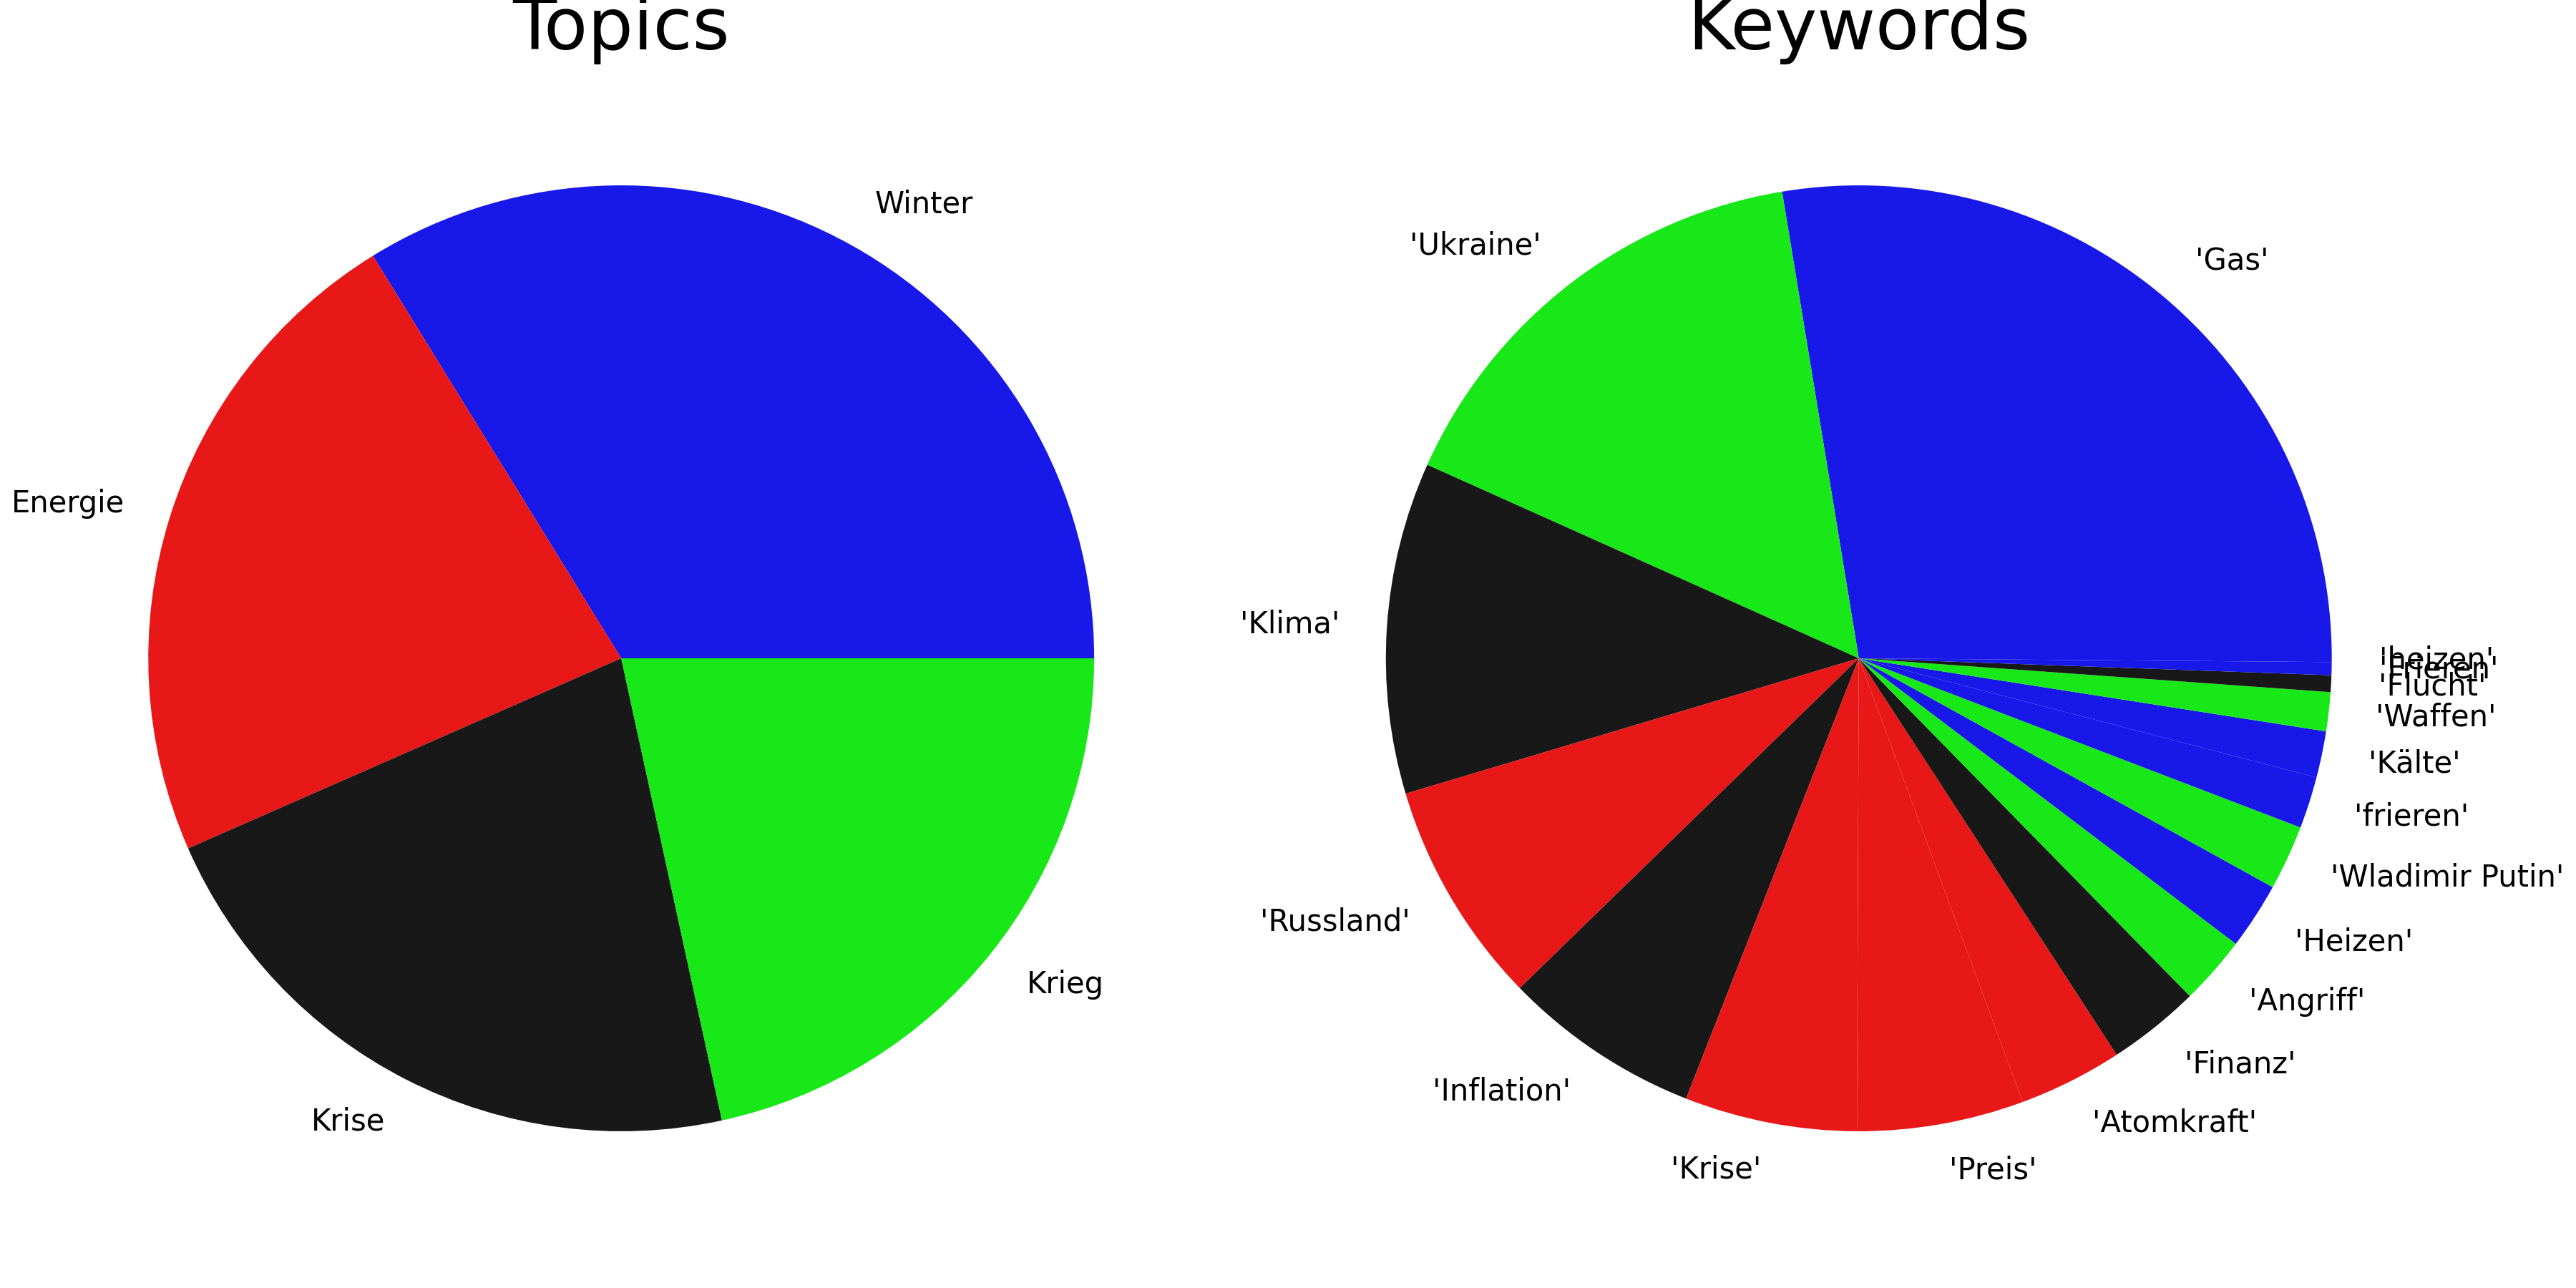 Topics
Keywords
Winter
Energie
Krise
Krieg
'Gas'
'Ukraine'
'Klima'
'Russland'
'Inflation'
'Krise'
'Preis'
'Atomkraft'
'Finanz'
'Angriff'
'Heizen'
'Wladimir Putin'
'frieren'
'Kälte'
'Waffen'
'Flucht'
'heizen'